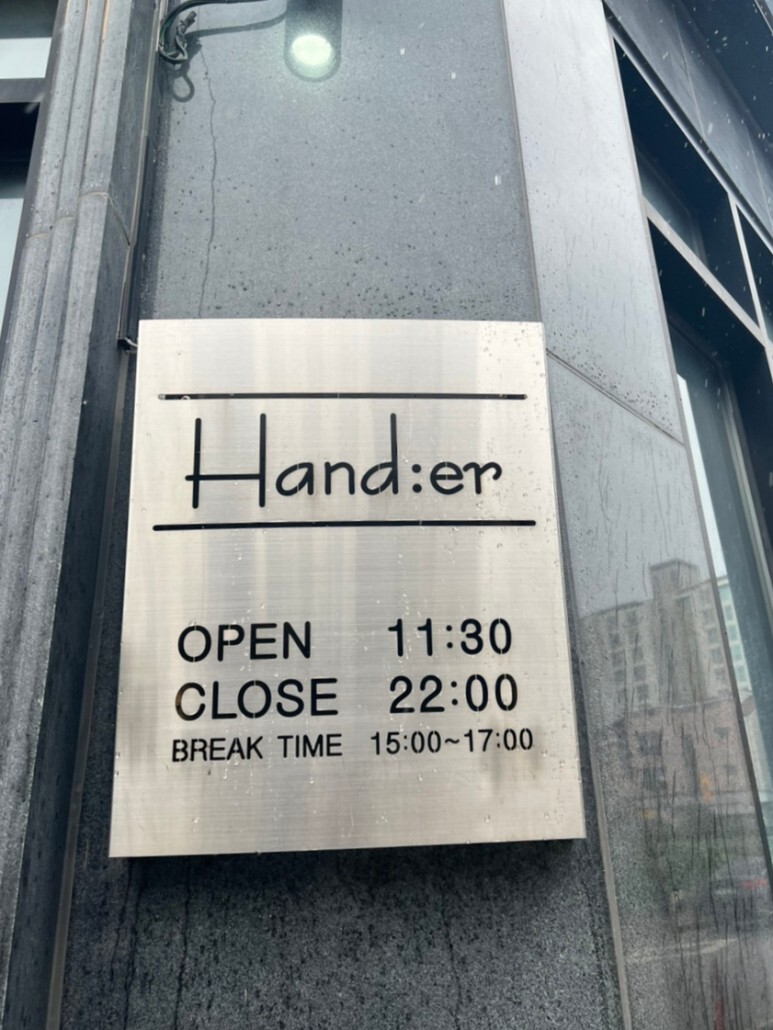 Hand:er
OPEN 11:30
CLOSE 22:00
BREAK TIME 15:00~17:00